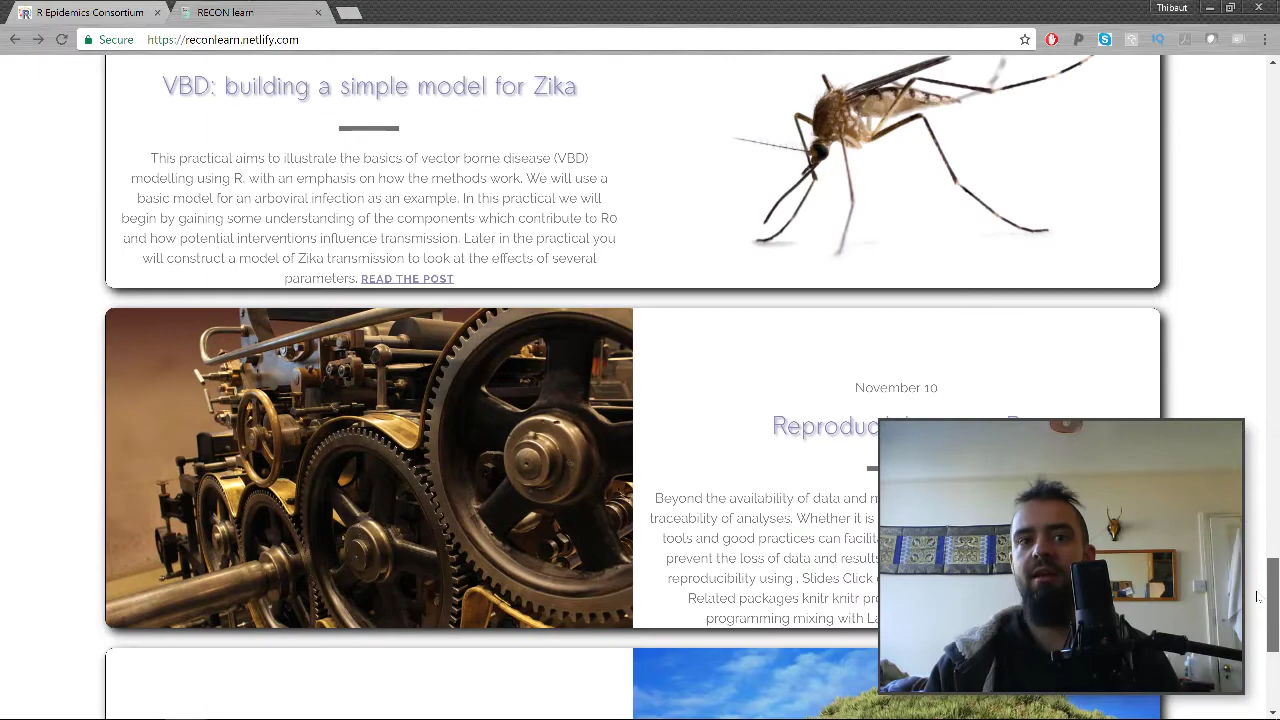 R Epidemics Consortium
RECON learn
Thibaut
Secure
https://reconlearn.netlify.com
VBD: building a simple model for Zika
This practical aims to illustrate the basics of vector borne disease (VBD)
modelling using R, with an emphasis on how the methods work. We will use a
basic model for an arboviral infection as an example. In this practical we will
begin by gaining some understanding of the components which contribute to R0
and how potential interventions influence transmission. Later in the practical you
will construct a model of Zika transmission to look at the effects of several
parameters. READ THE POST
November 10
Beyond the availability of data and
traceability of analyses. Whether it is
tools and good practices can
prevent the loss of data and
reproducibility using . Slides Click
Related packages knitr knitr
programming mixing with